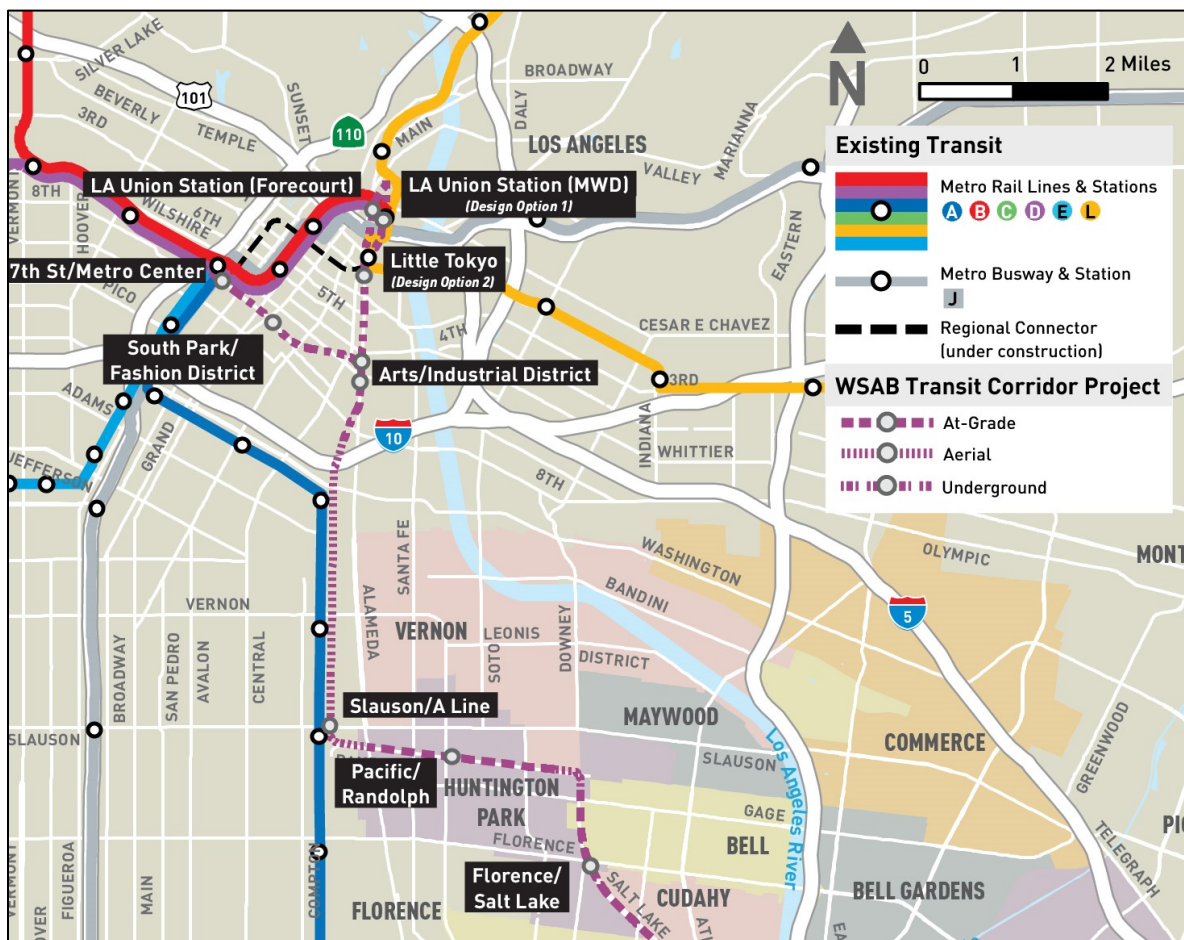 SILVER LAKE
BEVERLY
3RD
101
TEMPLE
SUNSET
110
MAIN
DALY
BROADWAY
LOS ANGELES
VALLEY
MARIANNA
N
0 1 2 Miles
Existing Transit
Metro Rail Lines & Stations
A B C D E L
Metro Busway & Station
J
Regional Connector
(under construction)
WSAB Transit Corridor Project
At-Grade
Aerial
Underground
VERMONT
8TH
HOOVER
WILSHIRE
6TH
LA Union Station (Forecourt)
LA Union Station (MWD)
(Design Option 1)
7th St/Metro Center
PICO
5TH
Little Tokyo
(Design Option 2)
4TH
EASTERN
CESAR E CHAVEZ
South Park/
Fashion District
Arts/Industrial District
3RD
ADAMS
GRAND
JEFFERSON
10
INDIANA
WHITTIER
8TH
SANTA FE
WASHINGTON
OLYMPIC
MONT
BANDINI
5
VERNON
ALAMEDA
VERNON
LEONIS
SOTO
DOWNEY
DISTRICT
BROADWAY
SAN PEDRO
AVALON
CENTRAL
Slauson/A Line
MAYWOOD
SLAUSON
SLAUSON
COMMERCE
GREENWOOD
Los Angeles River
Pacific/
Randolph
HUNTINGTON
PARK
GAGE
BELL
FLORENCE
Florence/
Salt Lake
SALT LAKE
CUDAHY
BELL GARDENS
TELEGRAPH
VERMONT
FIGUEROA
MAIN
COMPTON
FLORENCE